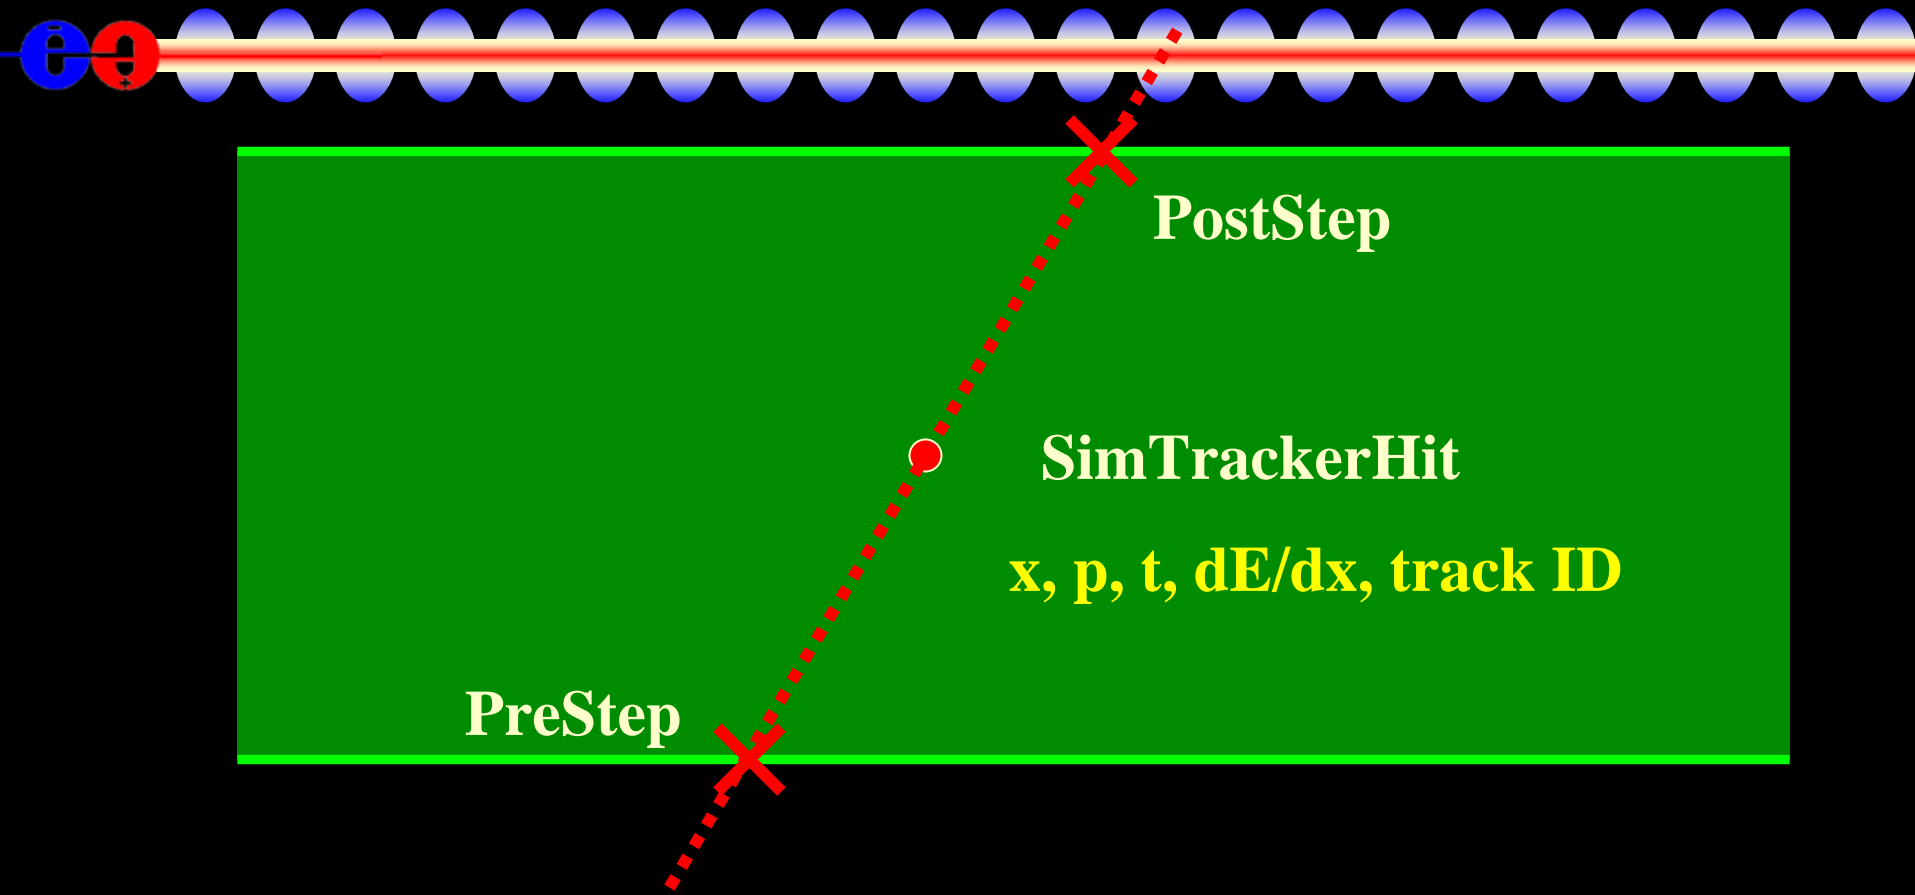 e- e+
PostStep
SimTrackerHit
x, p, t, dE/dx, track ID
PreStep